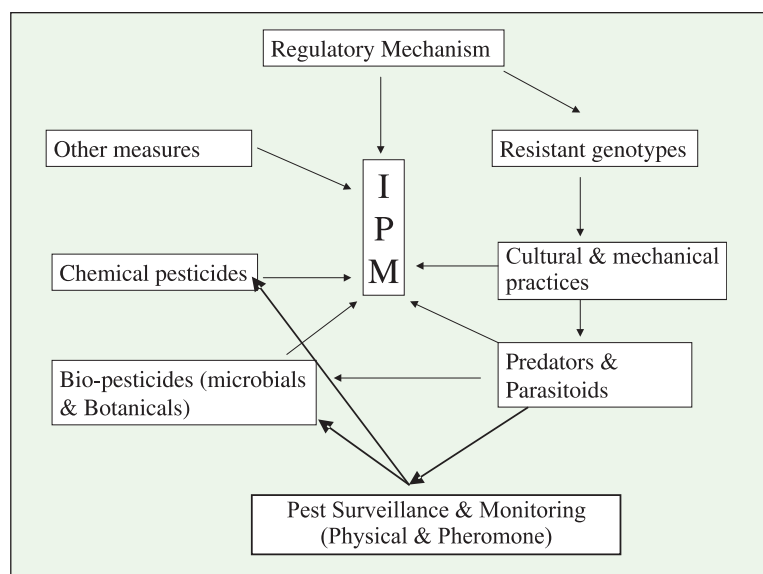 Regulatory Mechanism
Other measures
Resistant genotypes
I
P
M
Chemical pesticides
Cultural & mechanical
practices
Bio-pesticides (microbials
& Botanicals)
Predators &
Parasitoids
Pest Surveillance & Monitoring
(Physical & Pheromone)